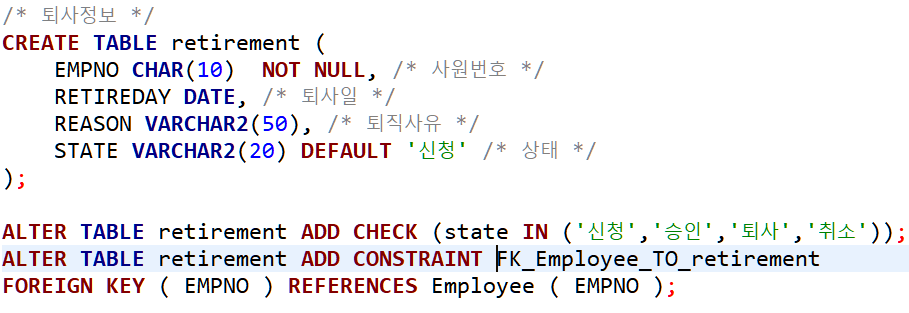 /* 퇴사정보 */
CREATE TABLE retirement (
    EMPNO CHAR(10)  NOT NULL, /* 사원번호 */
    RETIREDAY DATE, /* 퇴사일 */
    REASON VARCHAR2(50), /* 퇴직사유 */
    STATE VARCHAR2(20) DEFAULT '신청' /* 상태 */
);
ALTER TABLE retirement ADD CHECK (state IN ('신청','승인','퇴사','취소'));
ALTER TABLE retirement ADD CONSTRAINT FK_Employee_TO_retirement
FOREIGN KEY ( EMPNO ) REFERENCES Employee ( EMPNO );